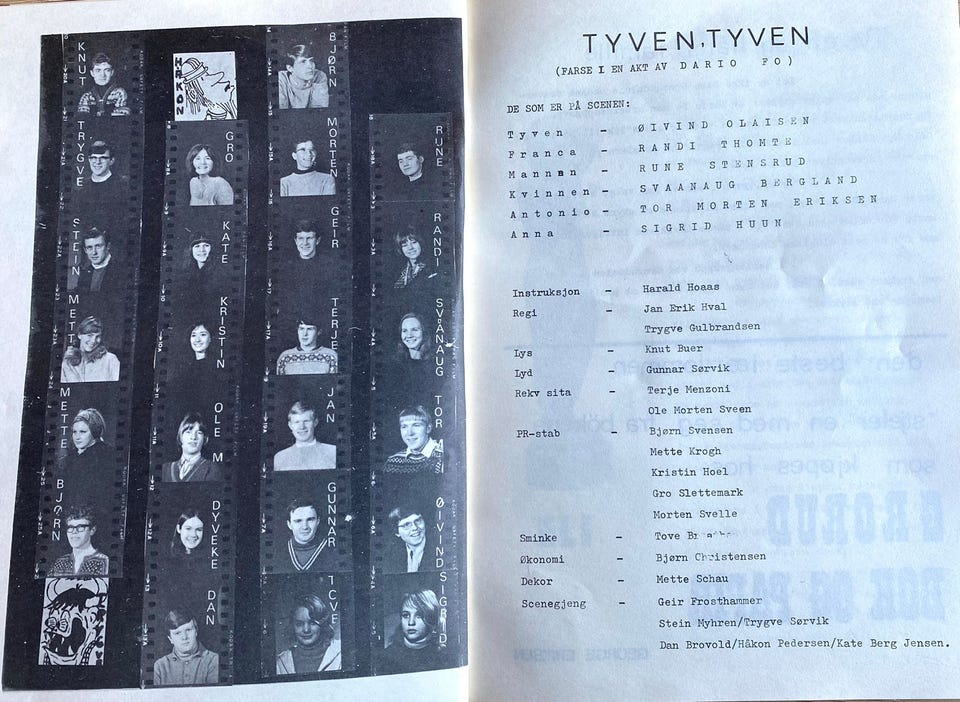 KNUT
TRYGVE
STEIN
METT
METTE
BJØRN
HÅKON
GRO
KATE
KRISTIN
OLE M
DYVEKE
DAN
BJØRN
MORTEN
GEIR
TERJE
JAN
GUNNAR
TOVE
RUNE
RANDI
SVÅNAUG
TOR M
ØIVIND
SIGRID
TYVEN, TYVEN
(FARSE I EN AKT AV DARIO FO)
DE SOM ER PÅ SCENEN:
Tyven - ØIVIND OLAISEN
Franca - RANDI THOMTE
Mannen - RUNE STENSRUD
Kvinnen - SVAANAUG BERGLAND
Antonio - TOR MORTEN ERIKSEN
Anna - SIGRID HUUN
Instruksjon - Harald Hoaas
Regi - Jan Erik Hval
Trygve Gulbrandsen
Lys - Knut Buer
Lyd - Gunnar Sørvik
Rekv sita - Terje Menzoni
Ole Morten Sveen
PR-stab - Bjørn Svensen
Mette Krogh
Kristin Hoel
Gro Slettemark
Morten Svelle
Sminke - Tove
Økonomi - Bjørn Christensen
Dekor - Mette Schau
Scenegjeng - Geir Frosthammer
Stein Myhren/Trygve Sørvik
Dan Brovold/Håkon Pedersen/Kate Berg Jensen.